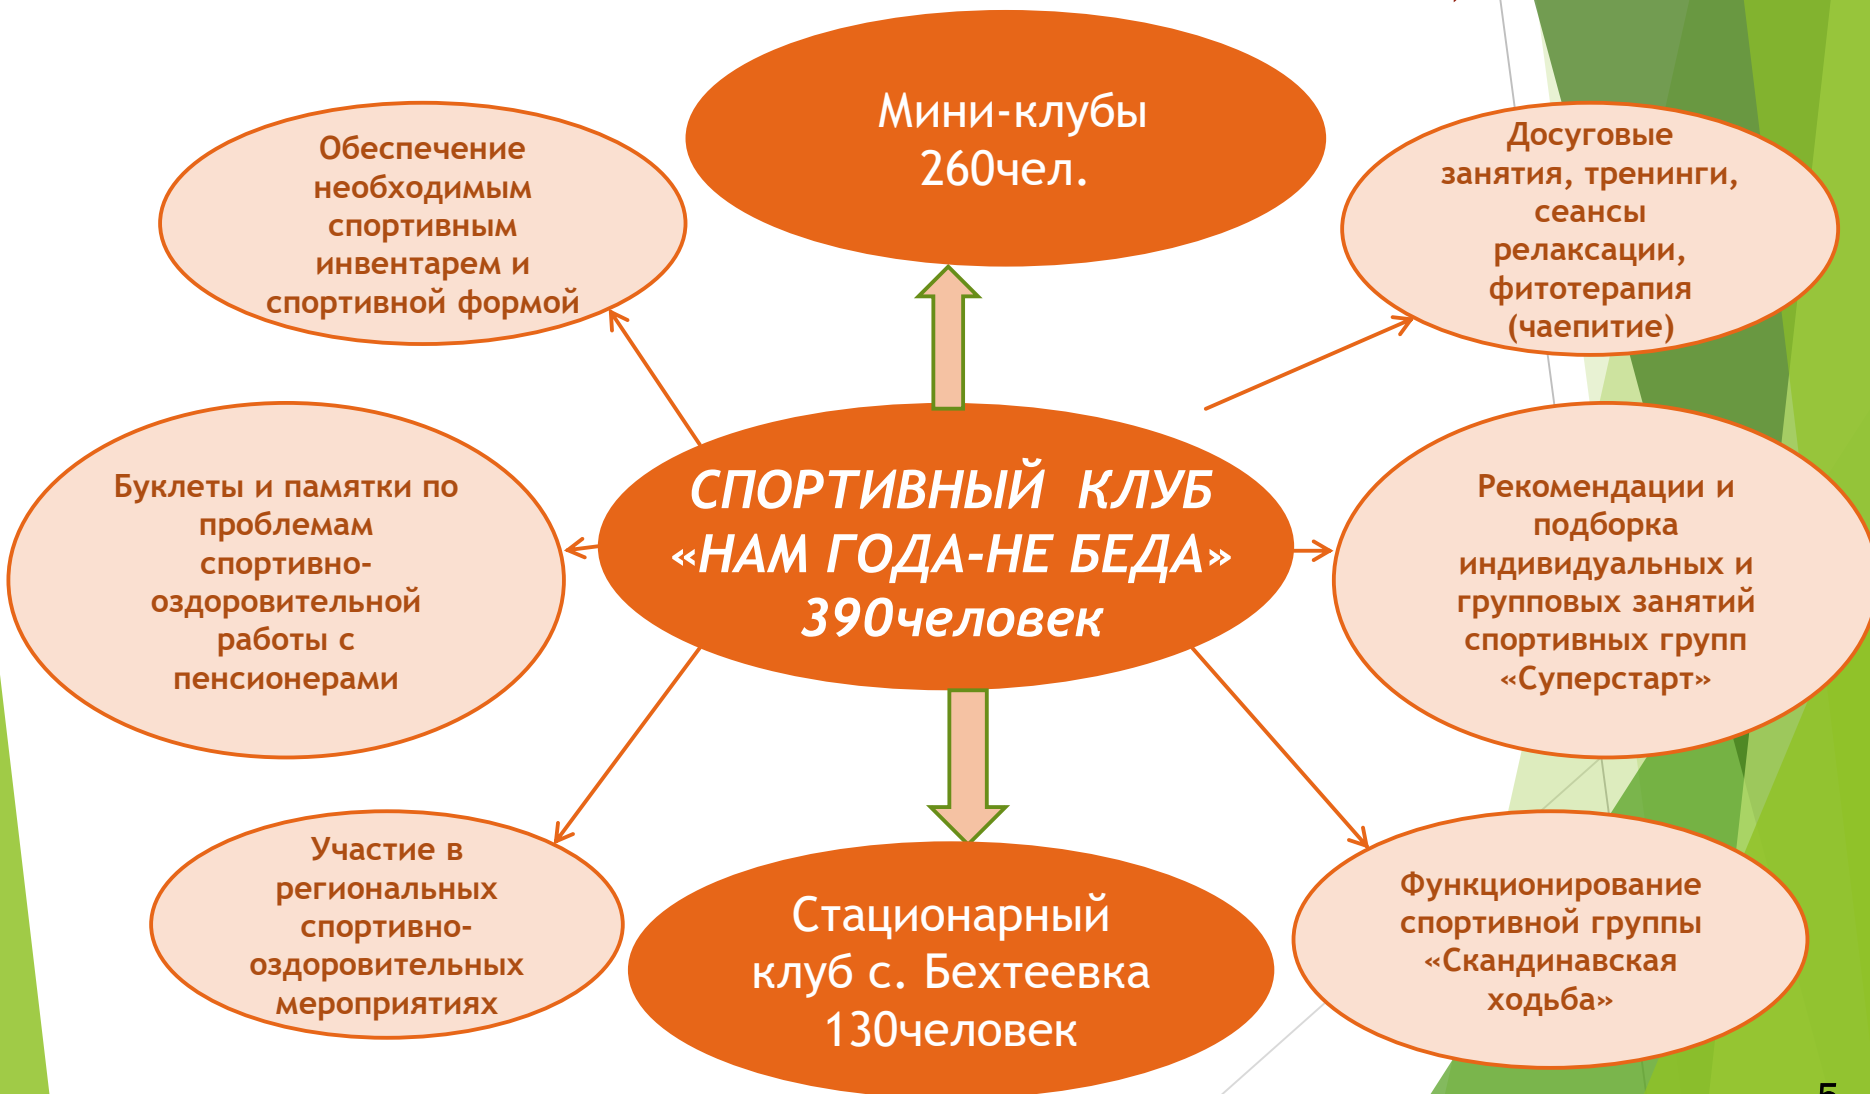 Мини-клубы
260чел.
Обеспечение
необходимым
спортивным
инвентарем и
спортивной формой
Досуговые
занятия, тренинги,
сеансы
релаксации,
фитотерапия
(чаепитие)
Буклеты и памятки по
проблемам
спортивно-
оздоровительной
работы с
пенсионерами
СПОРТИВНЫЙ КЛУБ
«НАМ ГОДА-НЕ БЕДА»
390человек
Рекомендации и
подборка
индивидуальных и
групповых занятий
спортивных групп
«Суперстарт»
Участие в
региональных
спортивно-
оздоровительных
мероприятиях
Стационарный
клуб с. Бехтеевка
130человек
Функционирование
спортивной группы
«Скандинавская
ходьба»
5